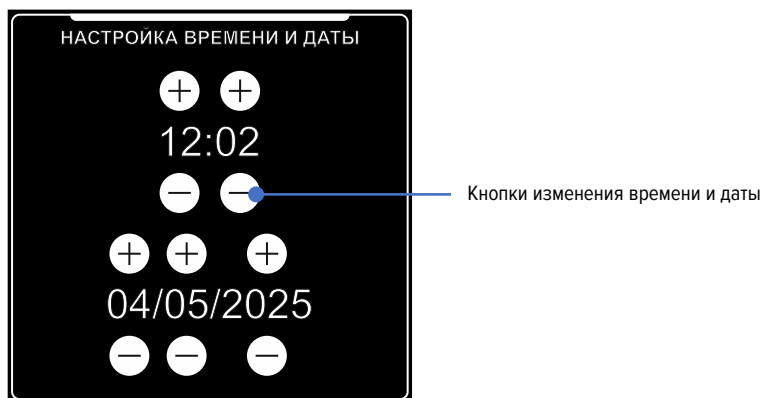 НАСТРОЙКА ВРЕМЕНИ И ДАТЫ
+ +
12:02
− −
Кнопки изменения времени и даты
+ + +
04/05/2025
− − −